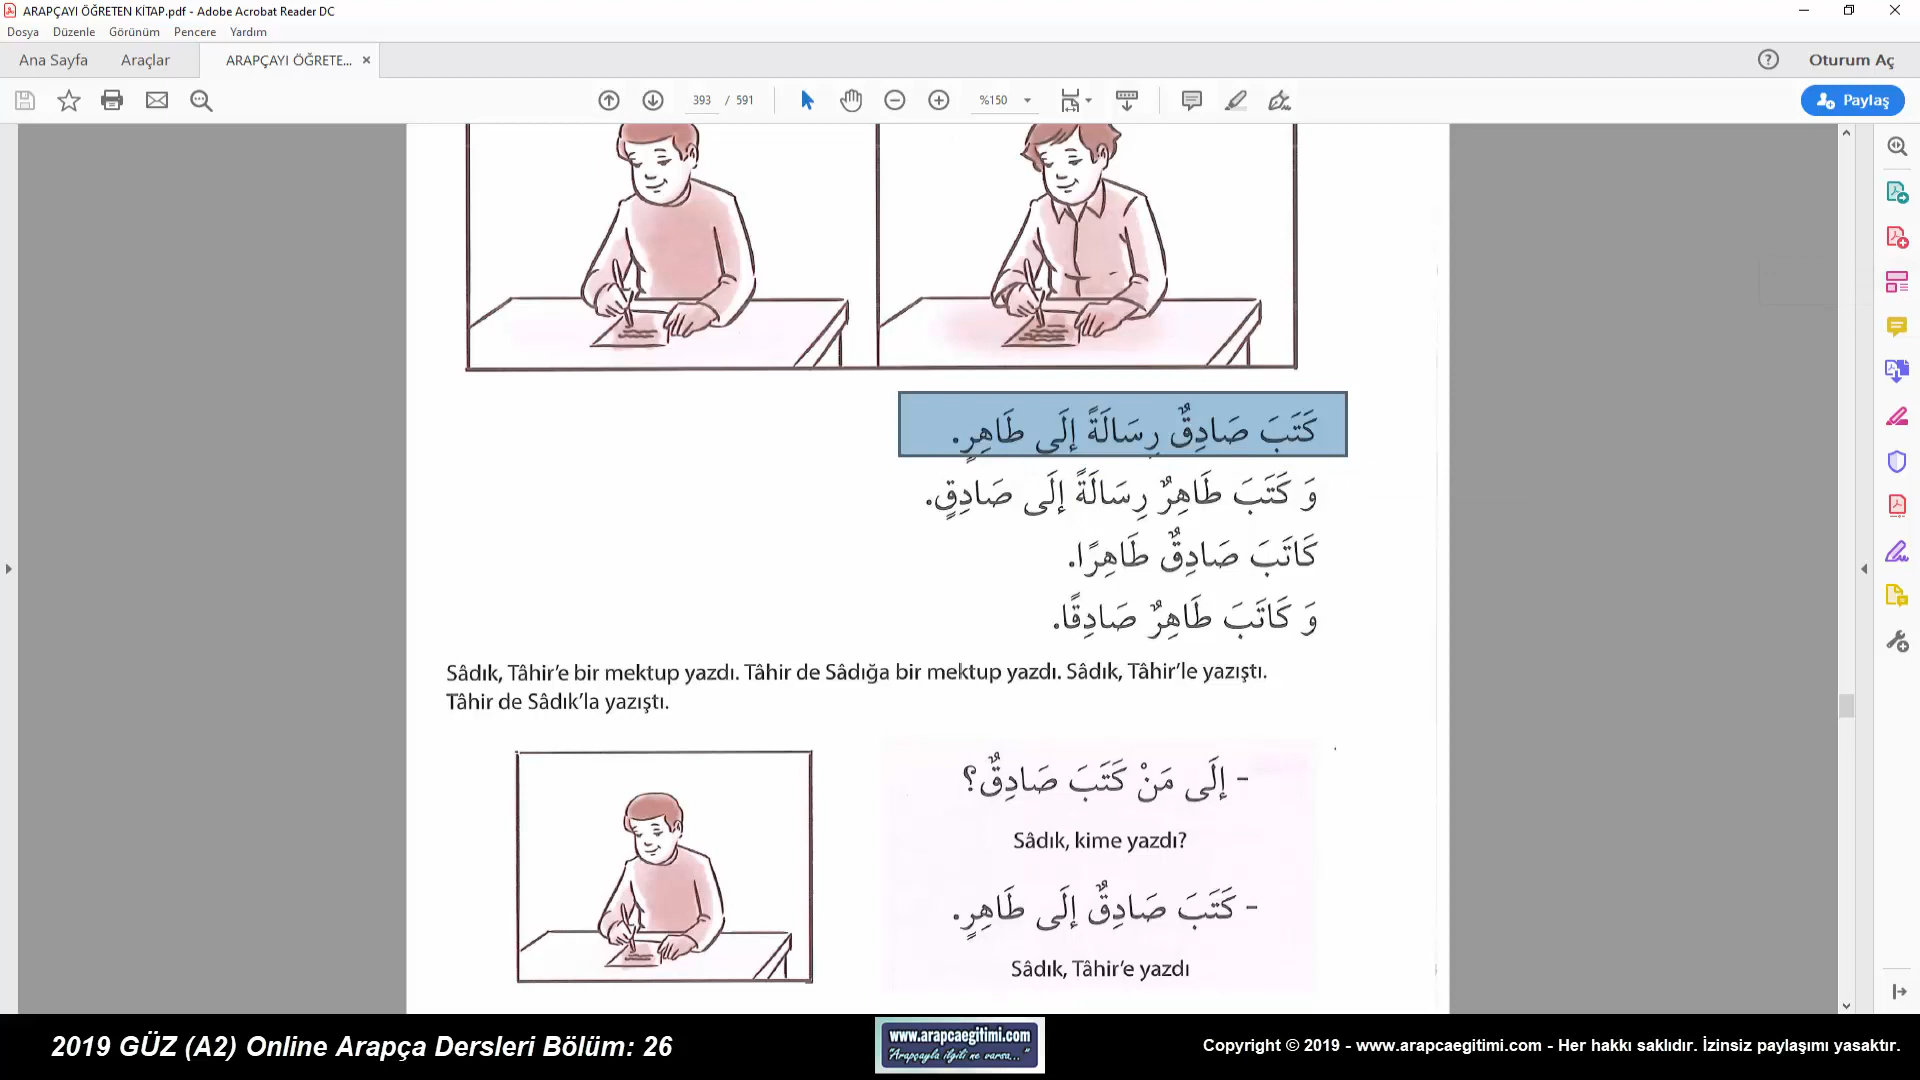 ARAPÇAYI ÖĞRETEN KİTAP.pdf - Adobe Acrobat Reader DC
Dosya Düzenle Görünüm Pencere Yardım
Ana Sayfa Araçlar ARAPÇAYI ÖĞRETE... Oturum Aç
393 / 591 %150 Paylaş
كَتَبَ صَادِقٌ رِسَالَةً إِلَى طَاهِرٍ.
وَ كَتَبَ طَاهِرٌ رِسَالَةً إِلَى صَادِقٍ.
كَاتَبَ صَادِقٌ طَاهِرًا.
وَ كَاتَبَ طَاهِرٌ صَادِقًا.
Sâdık, Tâhir’e bir mektup yazdı. Tâhir de Sâdığa bir mektup yazdı. Sâdık, Tâhir’le yazıştı.
Tâhir de Sâdık’la yazıştı.
- إِلَى مَنْ كَتَبَ صَادِقٌ؟
Sâdık, kime yazdı?
- كَتَبَ صَادِقٌ إِلَى طَاهِرٍ.
Sâdık, Tâhir’e yazdı
2019 GÜZ (A2) Online Arapça Dersleri Bölüm: 26
www.arapcaegitimi.com
"Arapçayla ilgili ne varsa..."
Copyright © 2019 - www.arapcaegitimi.com - Her hakkı saklıdır. İzinsiz paylaşımı yasaktır.